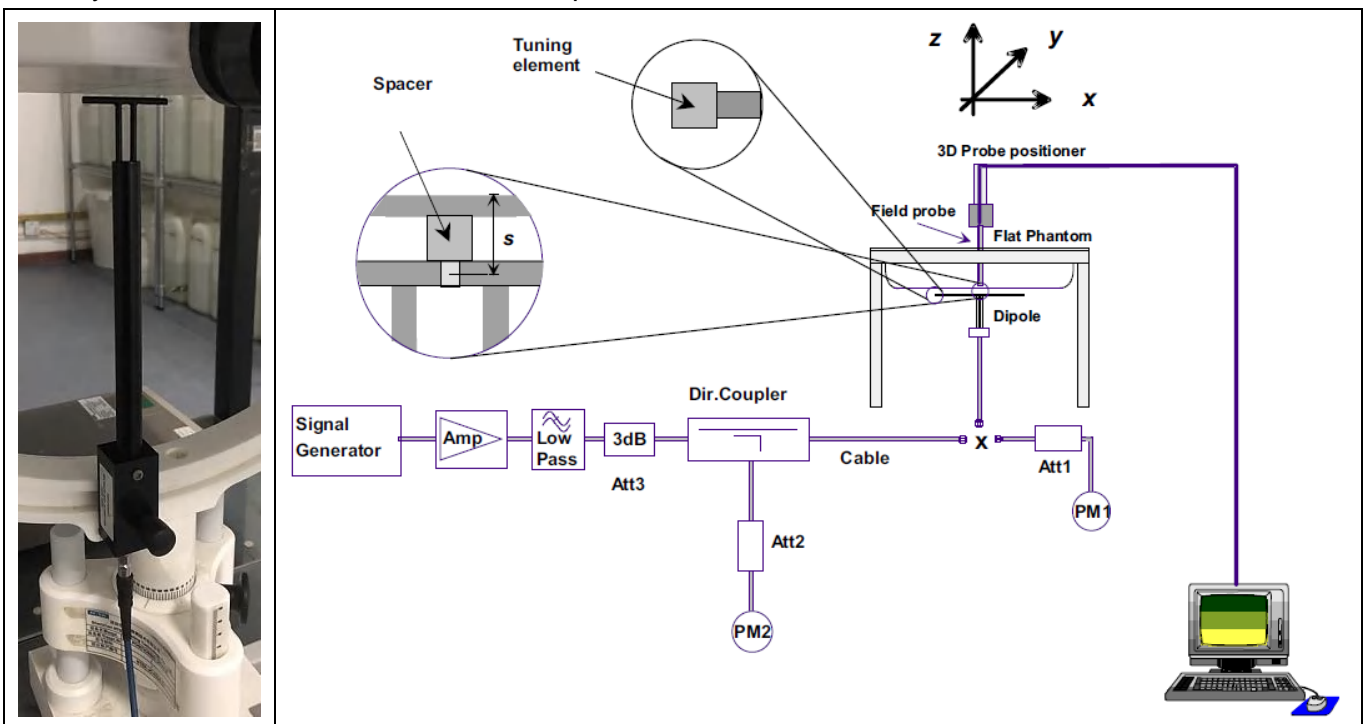 Tuning
element
Spacer
s
z
y
x
3D Probe positioner
Field probe
Flat Phantom
Dipole
Dir.Coupler
Signal
Generator
Amp
Low
Pass
3dB
Att3
Cable
x
Att1
PM1
Att2
PM2